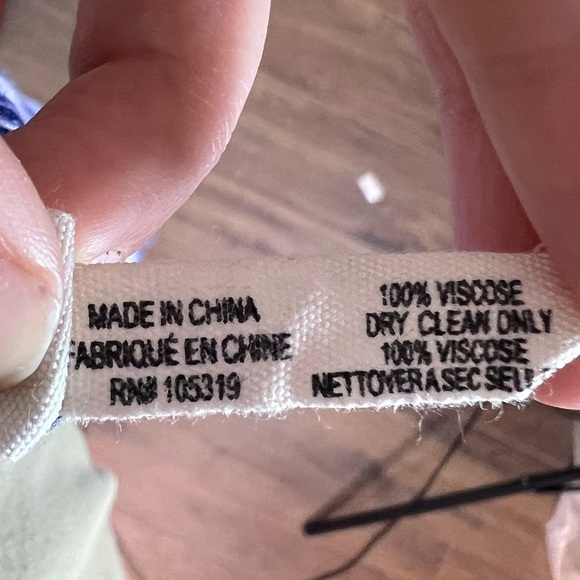 MADE IN CHINA
FABRIQUÉ EN CHINE
RN# 105319
100% VISCOSE
DRY CLEAN ONLY
100% VISCOSE
NETTOYER A SEC